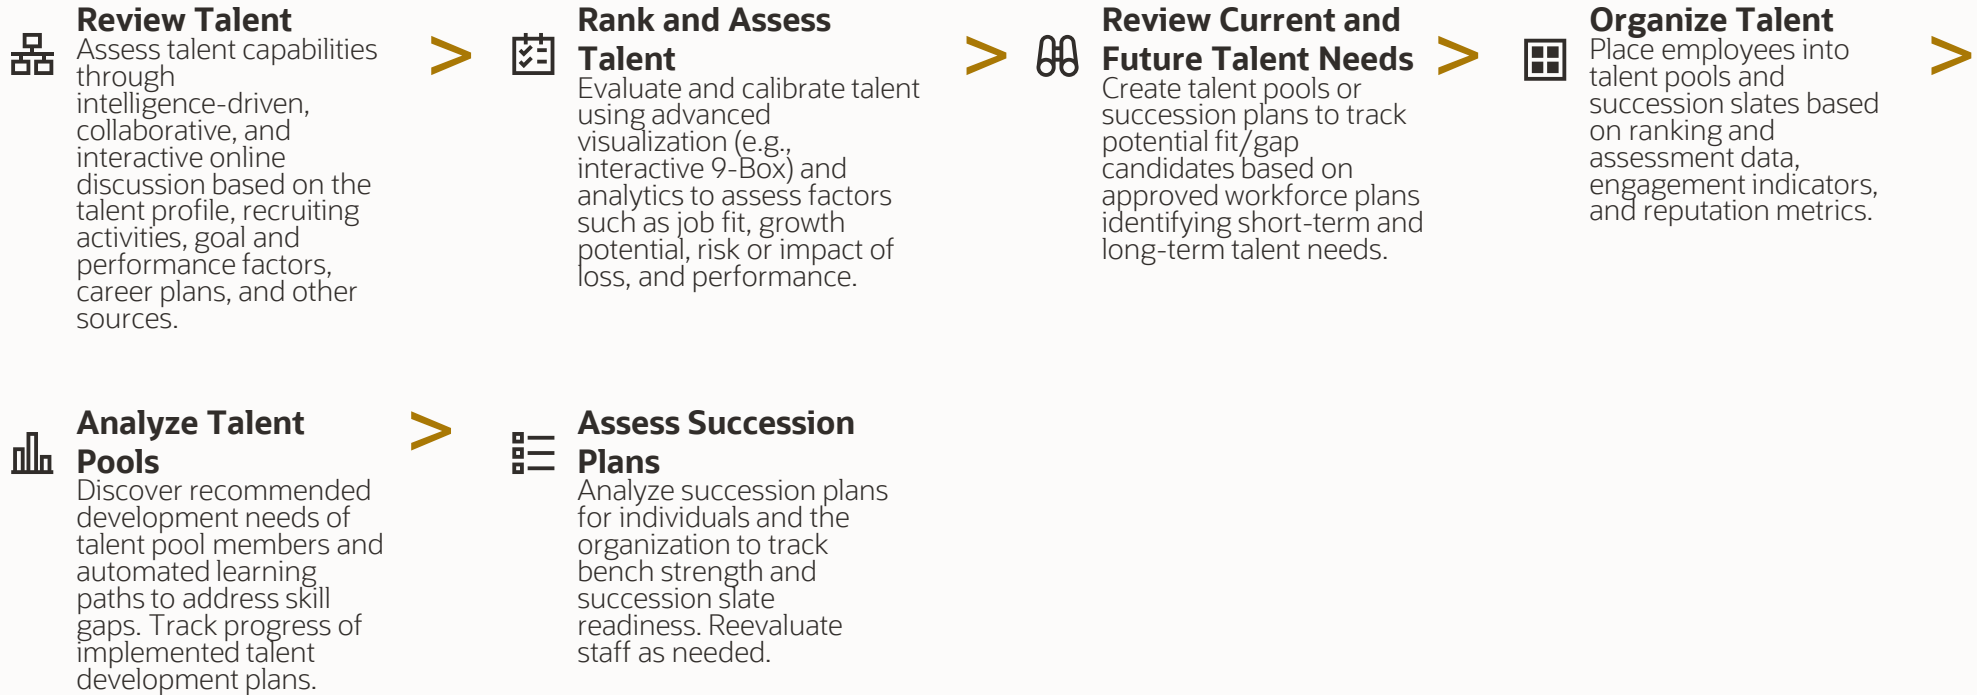 Review Talent
Assess talent capabilities
through
intelligence-driven,
collaborative, and
interactive online
discussion based on the
talent profile, recruiting
activities, goal and
performance factors,
career plans, and other
sources.
>
Rank and Assess
Talent
Evaluate and calibrate talent
using advanced
visualization (e.g.,
interactive 9-Box) and
analytics to assess factors
such as job fit, growth
potential, risk or impact of
loss, and performance.
>
Review Current and
Future Talent Needs
Create talent pools or
succession plans to track
potential fit/gap
candidates based on
approved workforce plans
identifying short-term and
long-term talent needs.
>
Organize Talent
Place employees into
talent pools and
succession slates based
on ranking and
assessment data,
engagement indicators,
and reputation metrics.
>
Analyze Talent
Pools
Discover recommended
development needs of
talent pool members and
automated learning
paths to address skill
gaps. Track progress of
implemented talent
development plans.
>
Assess Succession
Plans
Analyze succession plans
for individuals and the
organization to track
bench strength and
succession slate
readiness. Reevaluate
staff as needed.